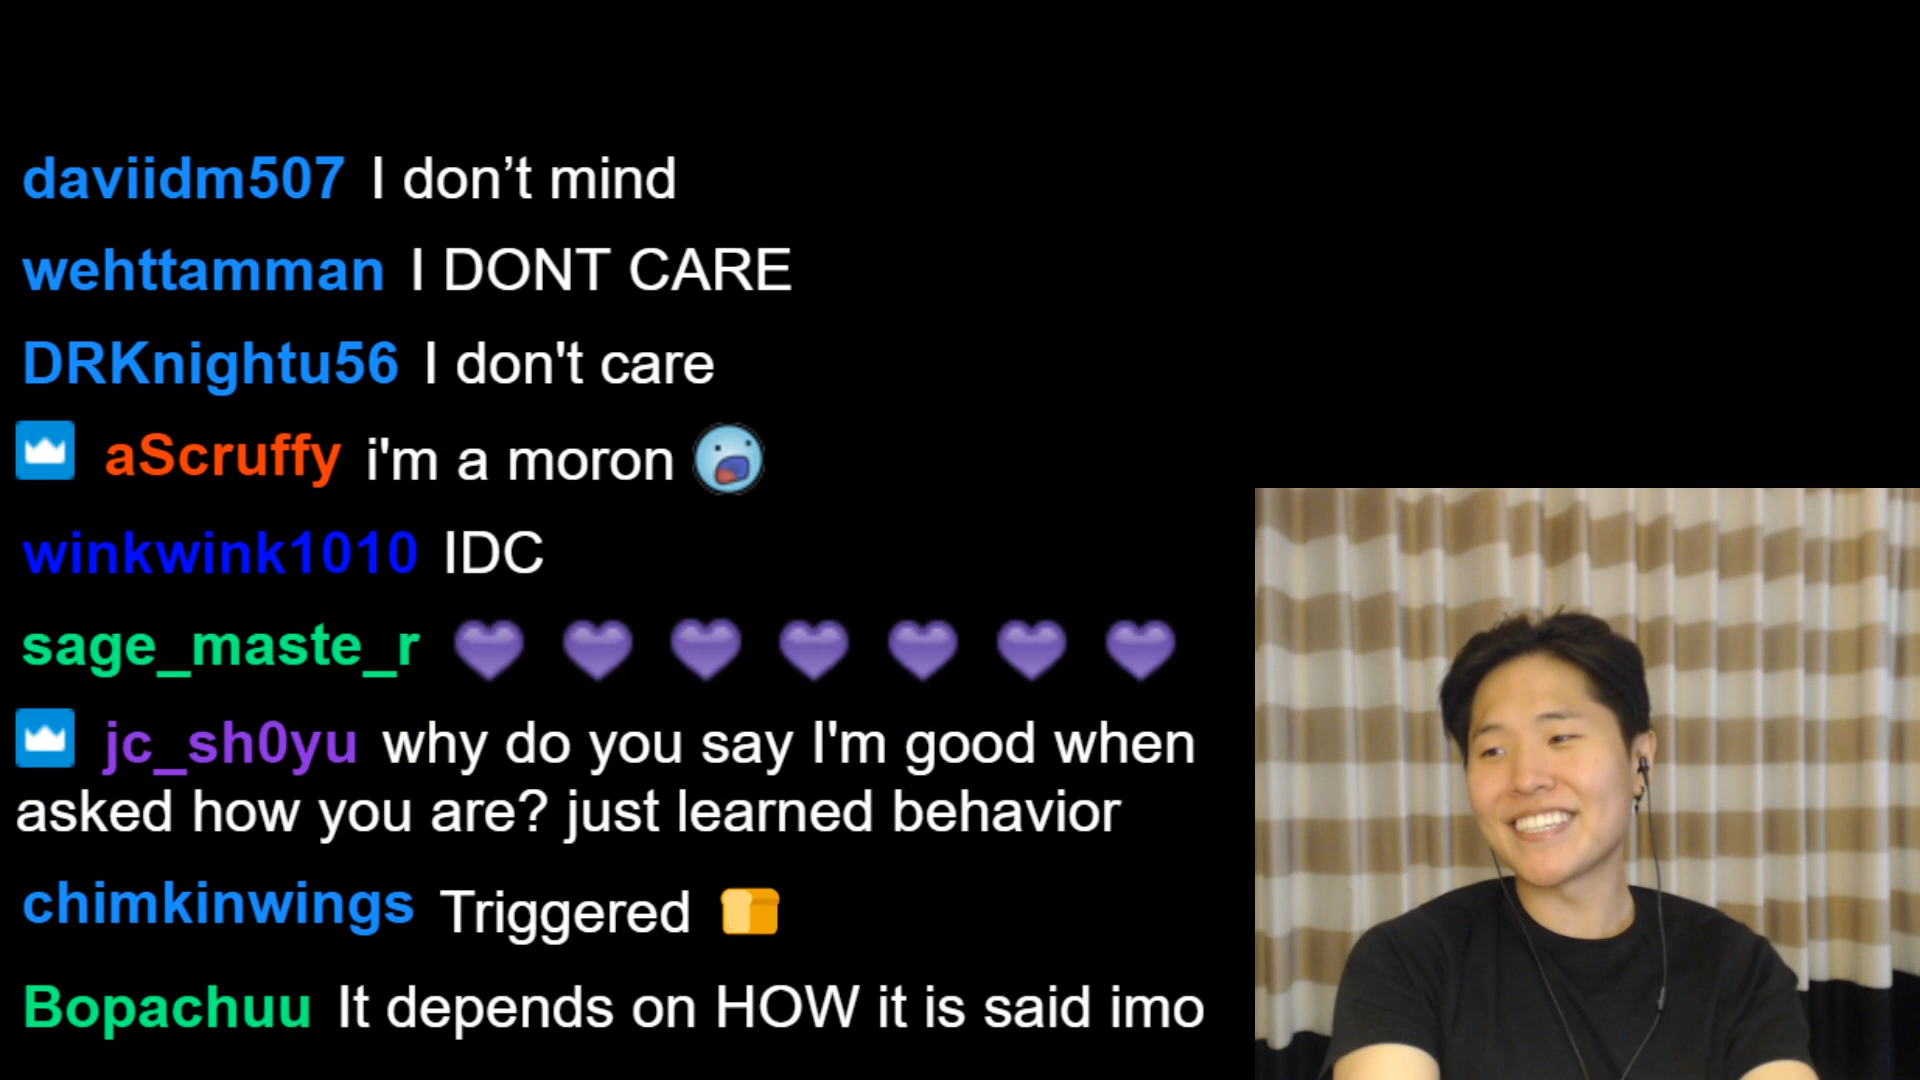 daviidm507 I don’t mind
wehttamman I DONT CARE
DRKnightu56 I don't care
aScruffy i'm a moron
winkwink1010 IDC
sage_maste_r
jc_sh0yu why do you say I'm good when
asked how you are? just learned behavior
chimkinwings Triggered
Bopachuu It depends on HOW it is said imo